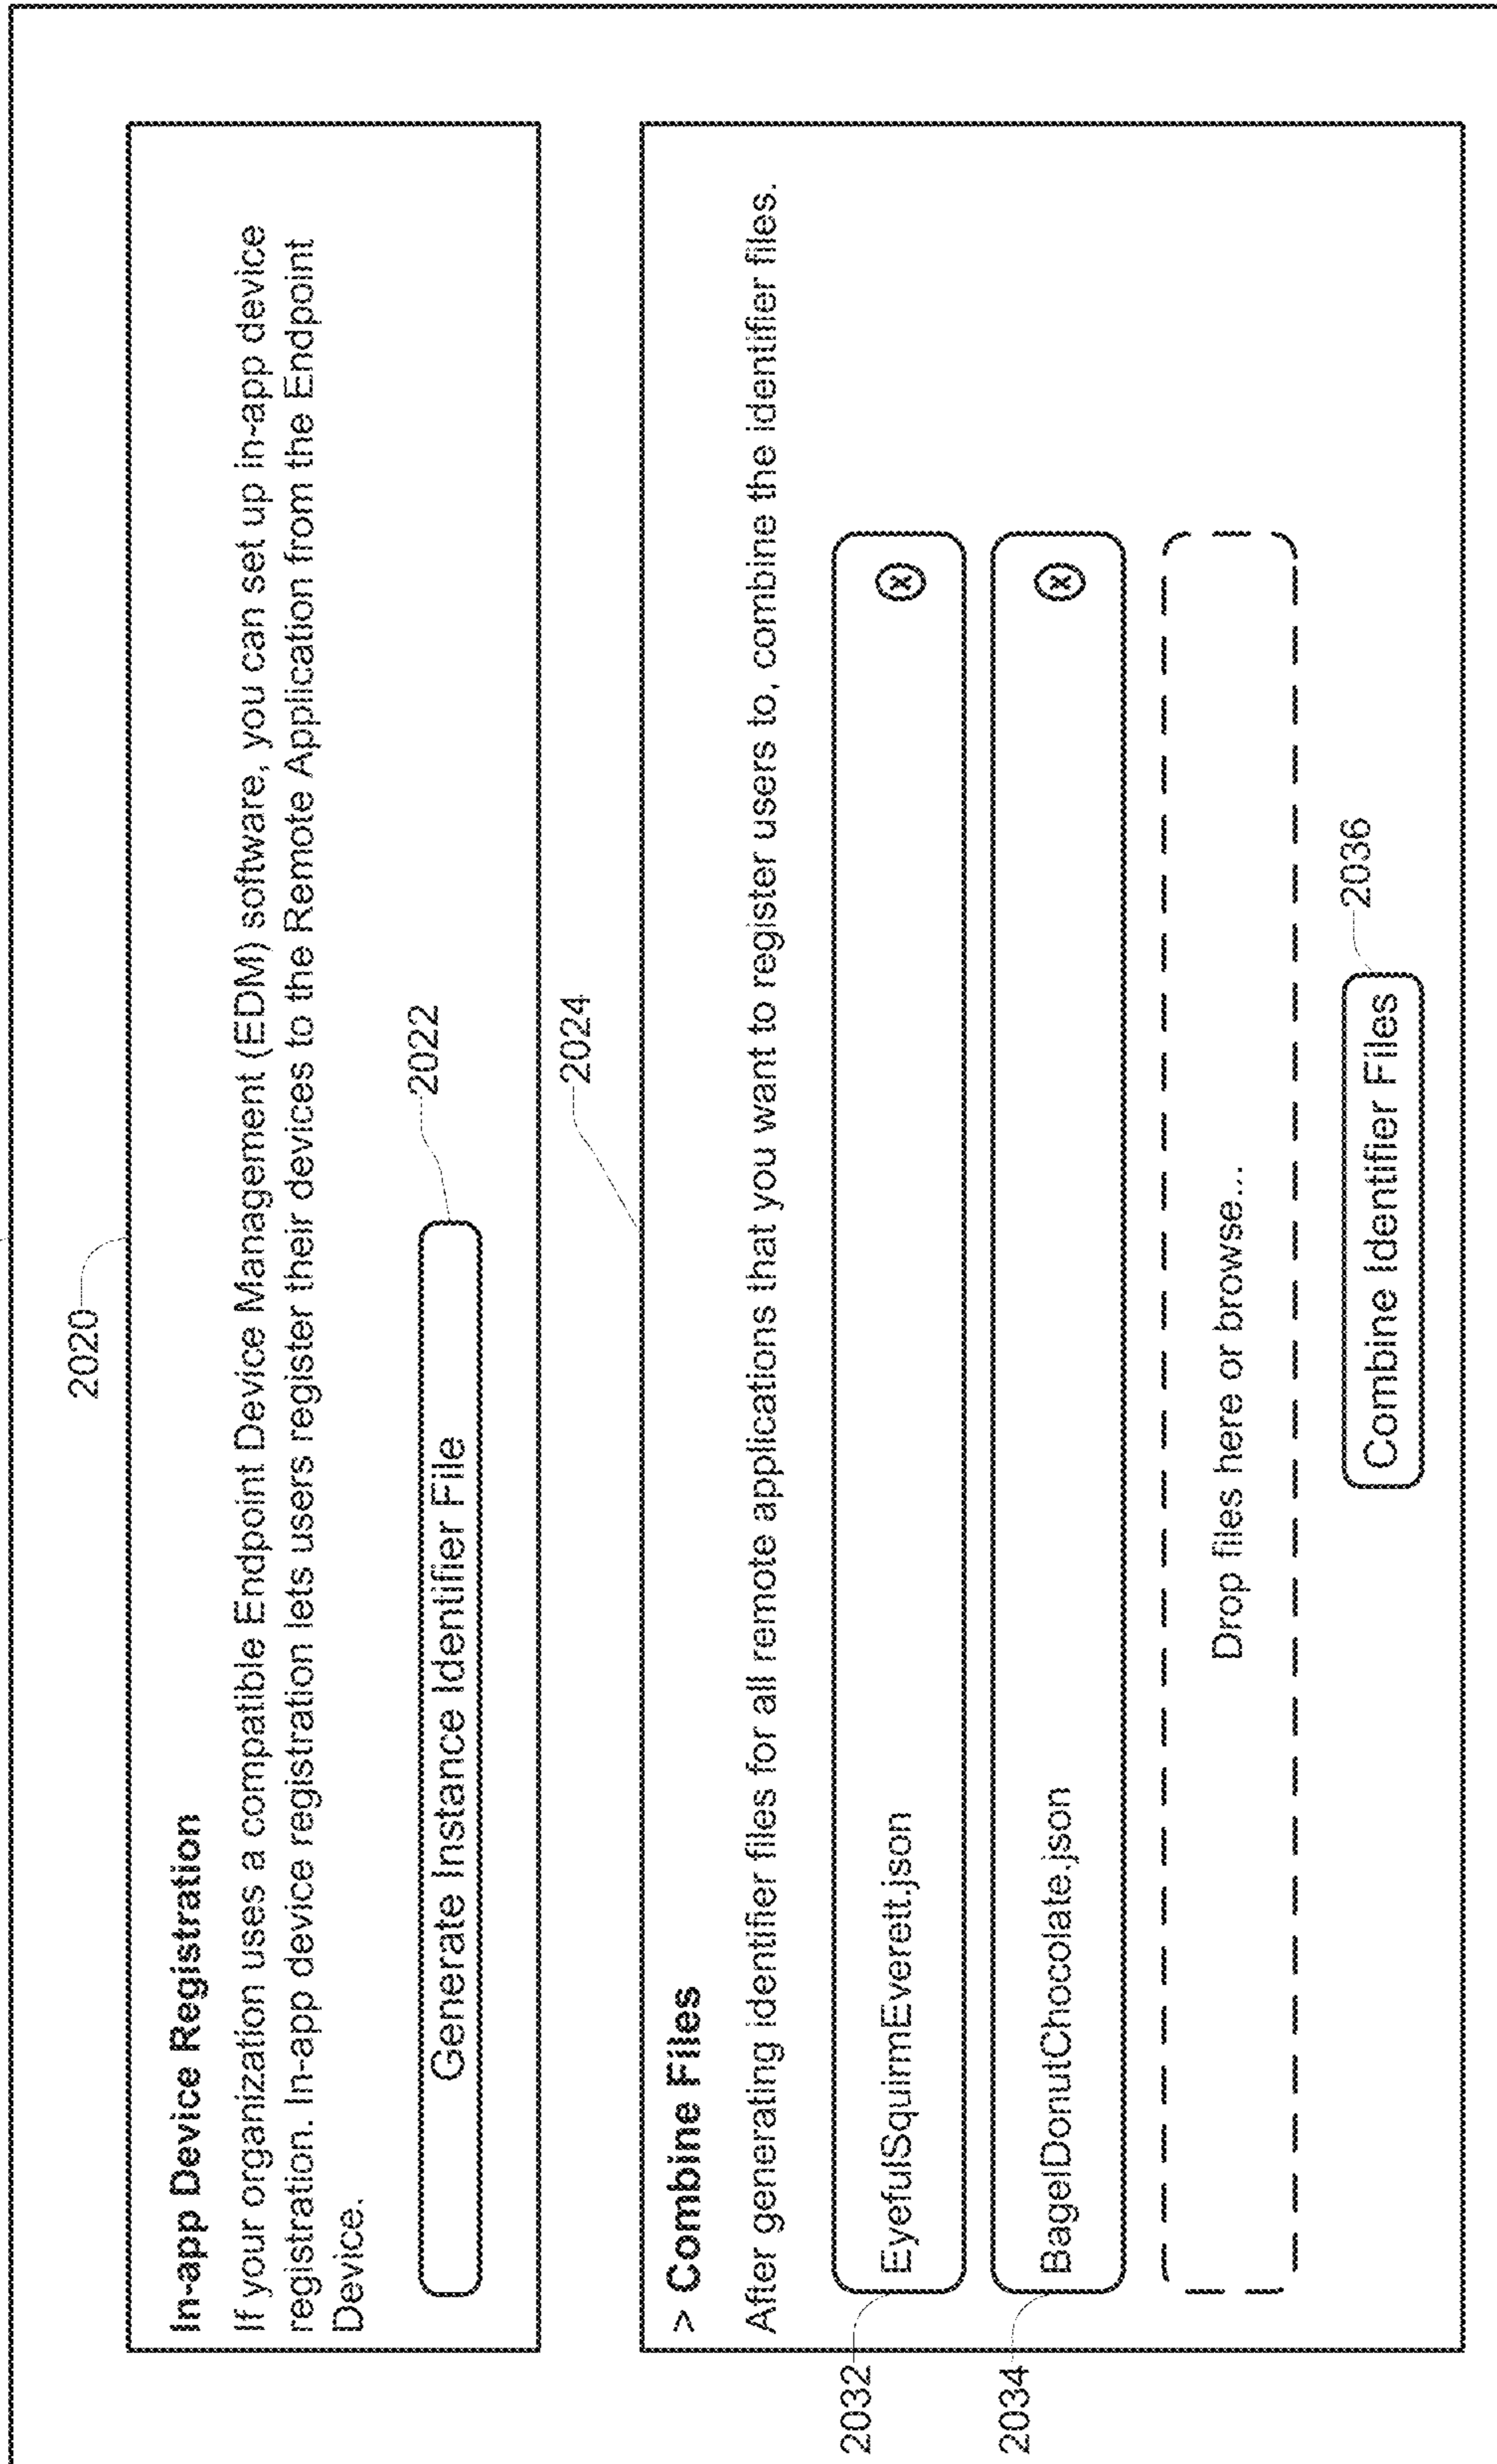 2020
In-app Device Registration
If your organization uses a compatible Endpoint Device Management (EDM) software, you can set up in-app device
registration. In-app device registration lets users register their devices to the Remote Application from the Endpoint
Device.
Generate Instance Identifier File
2022
2024
> Combine Files
After generating identifier files for all remote applications that you want to register users to, combine the identifier files.
2032
EyefulSquirmEverett.json
x
2034
BagelDonutChocolate.json
x
Drop files here or browse...
Combine Identifier Files
2036